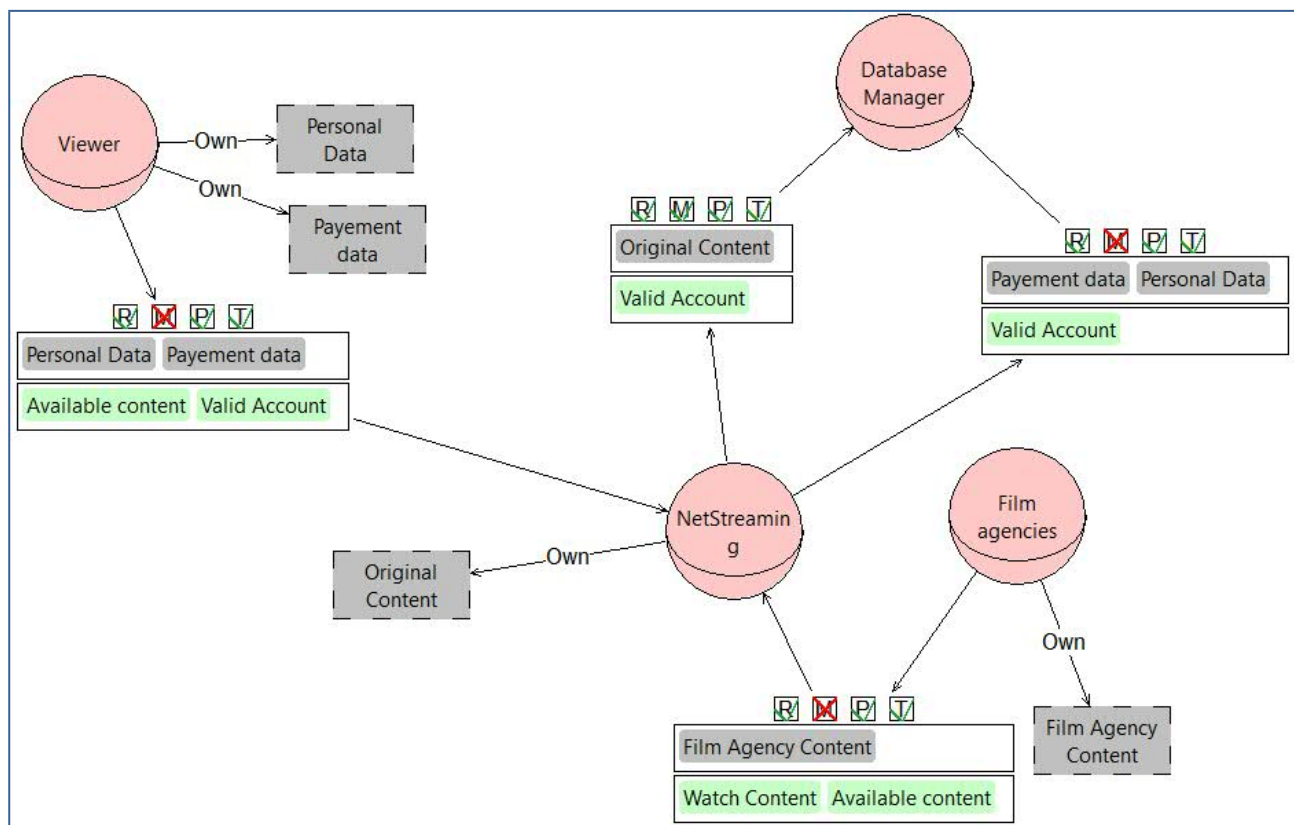 Database
Manager
Viewer
Own
Personal
Data
Own
Payement
data
R M P T
Original Content
Valid Account
R M P T
Payement data Personal Data
Valid Account
R M P T
Personal Data Payement data
Available content Valid Account
NetStreamin
g
Film
agencies
Own
Original
Content
Own
R M P T
Film Agency Content
Watch Content Available content
Film Agency
Content